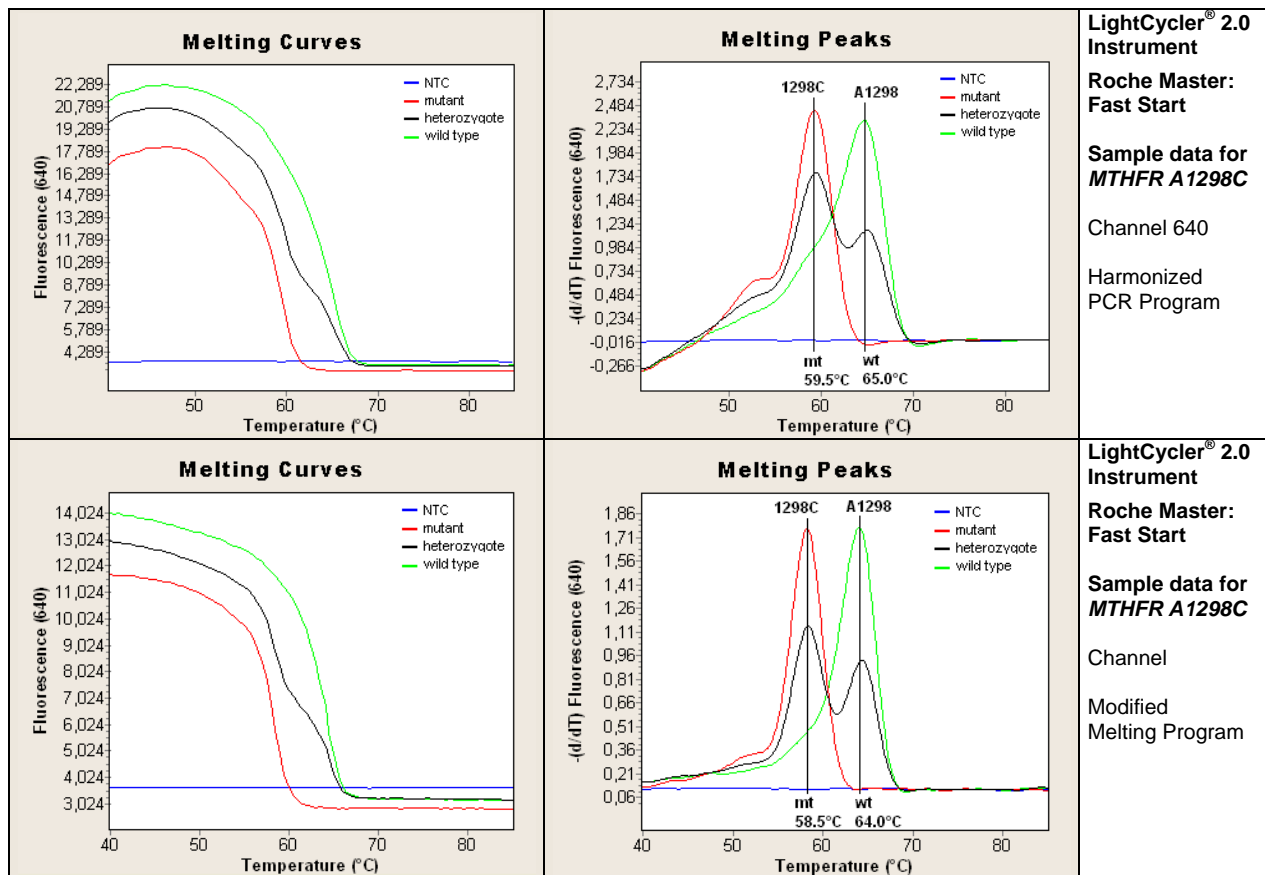 Melting Curves
NTC
mutant
heterozygote
wild type
22,289
20,789
19,289
17,789
16,289
14,789
13,289
11,789
10,289
8,789
7,289
5,789
4,289
Fluorescence (640)
50 60 70 80
Temperature (°C)
Melting Peaks
1298C A1298
NTC
mutant
heterozygote
wild type
2,734
2,484
2,234
1,984
1,734
1,484
1,234
0,984
0,734
0,484
0,234
-0,016
-0,266
-(d/dT) Fluorescence (640)
mt wt
59.5°C 65.0°C
50 60 70 80
Temperature (°C)
LightCycler® 2.0
Instrument
Roche Master:
Fast Start
Sample data for
MTHFR A1298C
Channel 640
Harmonized
PCR Program
Melting Curves
NTC
mutant
heterozygote
wild type
14,024
13,024
12,024
11,024
10,024
9,024
8,024
7,024
6,024
5,024
4,024
3,024
Fluorescence (640)
40 50 60 70 80
Temperature (°C)
Melting Peaks
1298C A1298
NTC
mutant
heterozygote
wild type
1,86
1,71
1,56
1,41
1,26
1,11
0,96
0,81
0,66
0,51
0,36
0,21
0,06
-(d/dT) Fluorescence (640)
mt wt
58.5°C 64.0°C
40 50 60 70 80
Temperature (°C)
LightCycler® 2.0
Instrument
Roche Master:
Fast Start
Sample data for
MTHFR A1298C
Channel
Modified
Melting Program